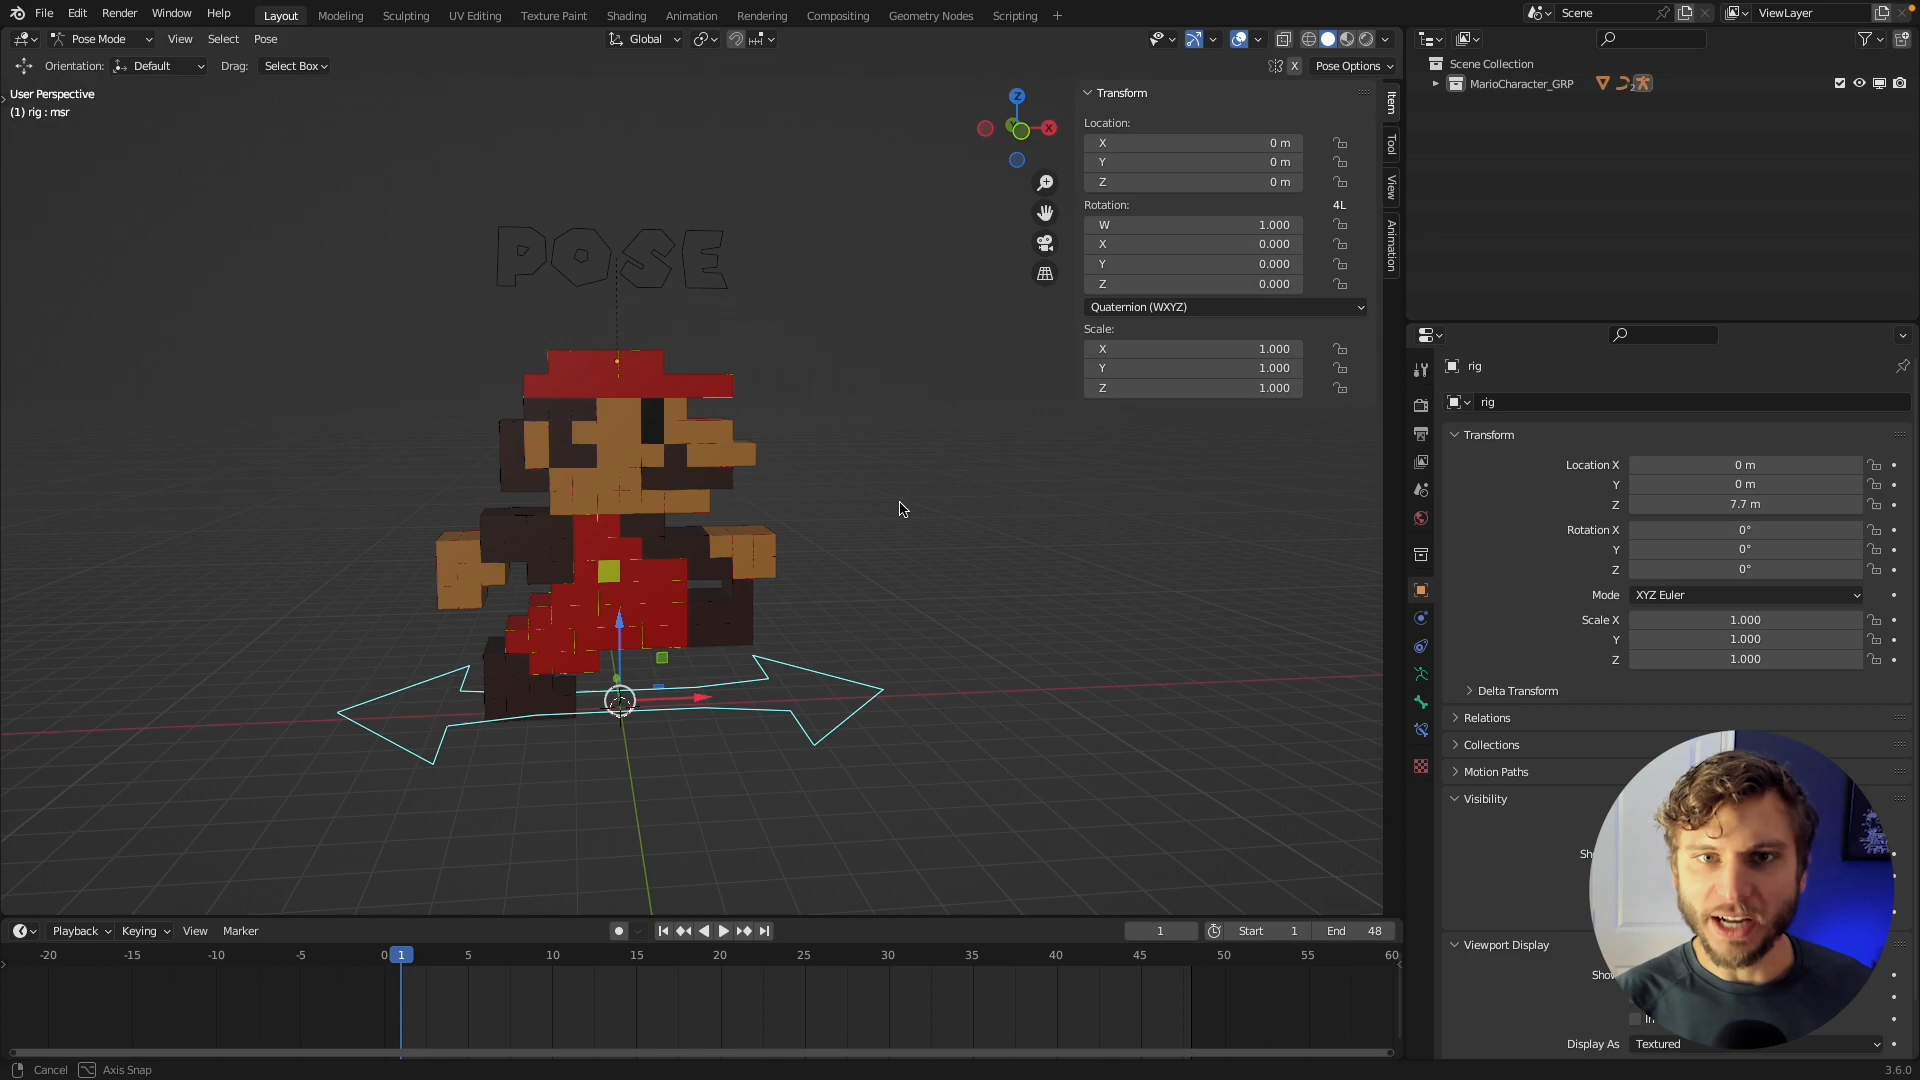 File Edit Render Window Help Layout Modeling Sculpting UV Editing Texture Paint Shading Animation Rendering Compositing Geometry Nodes Scripting + Scene ViewLayer
Pose Mode View Select Pose Global
Orientation: Default Drag: Select Box X Pose Options
User Perspective
(1) rig : msr
POSE
Z
X
Transform
Location:
X 0 m
Y 0 m
Z 0 m
Rotation: 4L
W 1.000
X 0.000
Y 0.000
Z 0.000
Quaternion (WXYZ)
Scale:
X 1.000
Y 1.000
Z 1.000
Item
Tool
View
Animation
Scene Collection
MarioCharacter_GRP 2
rig
rig
Transform
Location X 0 m
Y 0 m
Z 7.7 m
Rotation X 0°
Y 0°
Z 0°
Mode XYZ Euler
Scale X 1.000
Y 1.000
Z 1.000
Delta Transform
Relations
Collections
Motion Paths
Visibility
Viewport Display
Display As Textured
Playback Keying View Marker 1 Start 1 End 48
-20 -15 -10 -5 0 1 5 10 15 20 25 30 35 40 45 50 55 60
Cancel Axis Snap 3.6.0